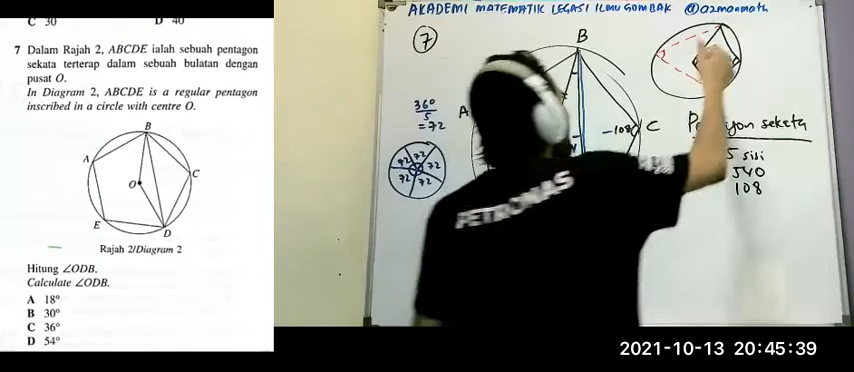 C 30 D 40
7 Dalam Rajah 2, ABCDE ialah sebuah pentagon
sekata terterap dalam sebuah bulatan dengan
pusat O.
In Diagram 2, ABCDE is a regular pentagon
inscribed in a circle with centre O.
B
A
C
O
E
D
Rajah 2/Diagram 2
Hitung ∠ODB.
Calculate ∠ODB.
A 18°
B 30°
C 36°
D 54°
AKADEMI MATEMATIK LEGASI ILMU GOMBAK @azmanmath
7
B
A
C
108
360
5
= 72
72 72
72
72 72
seketa
5 sisi
540
108
PETRONAS
2021-10-13 20:45:39